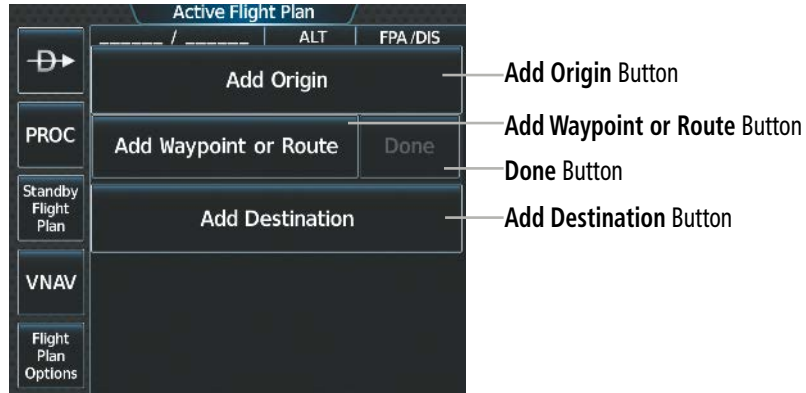 Active Flight Plan
______ / ______ ALT FPA/DIS
Add Origin
PROC
Add Waypoint or Route
Done
Standby
Flight
Plan
Add Destination
VNAV
Flight
Plan
Options
Add Origin Button
Add Waypoint or Route Button
Done Button
Add Destination Button